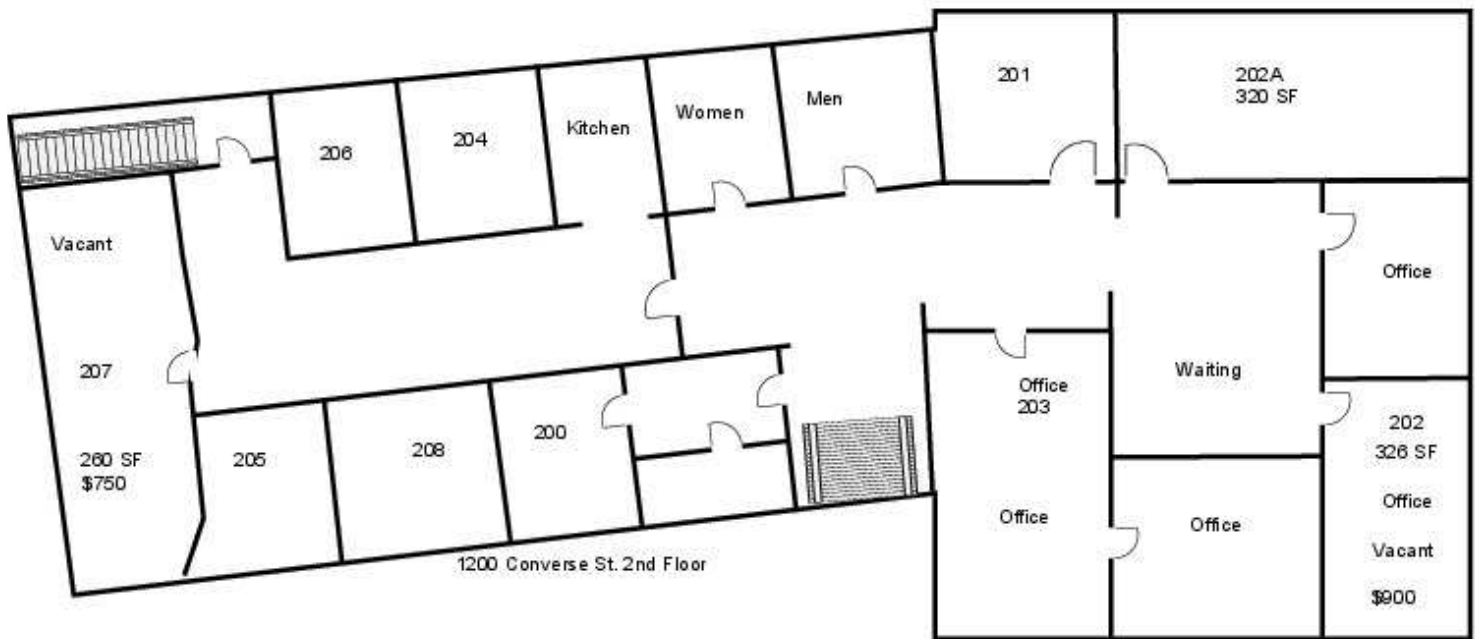 201
202A
320 SF
Men
Women
Kitchen
204
206
Vacant
207
260 SF
$750
205
208
200
Office
203
Office
Waiting
Office
Office
202
326 SF
Office
Vacant
$900
1200 Converse St. 2nd Floor